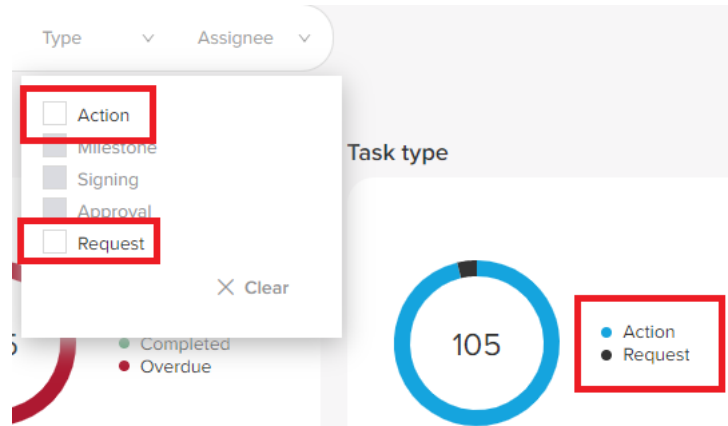 Type
Assignee
Action
Milestone
Signing
Approval
Request
Clear
Completed
Overdue
Task type
105
Action
Request